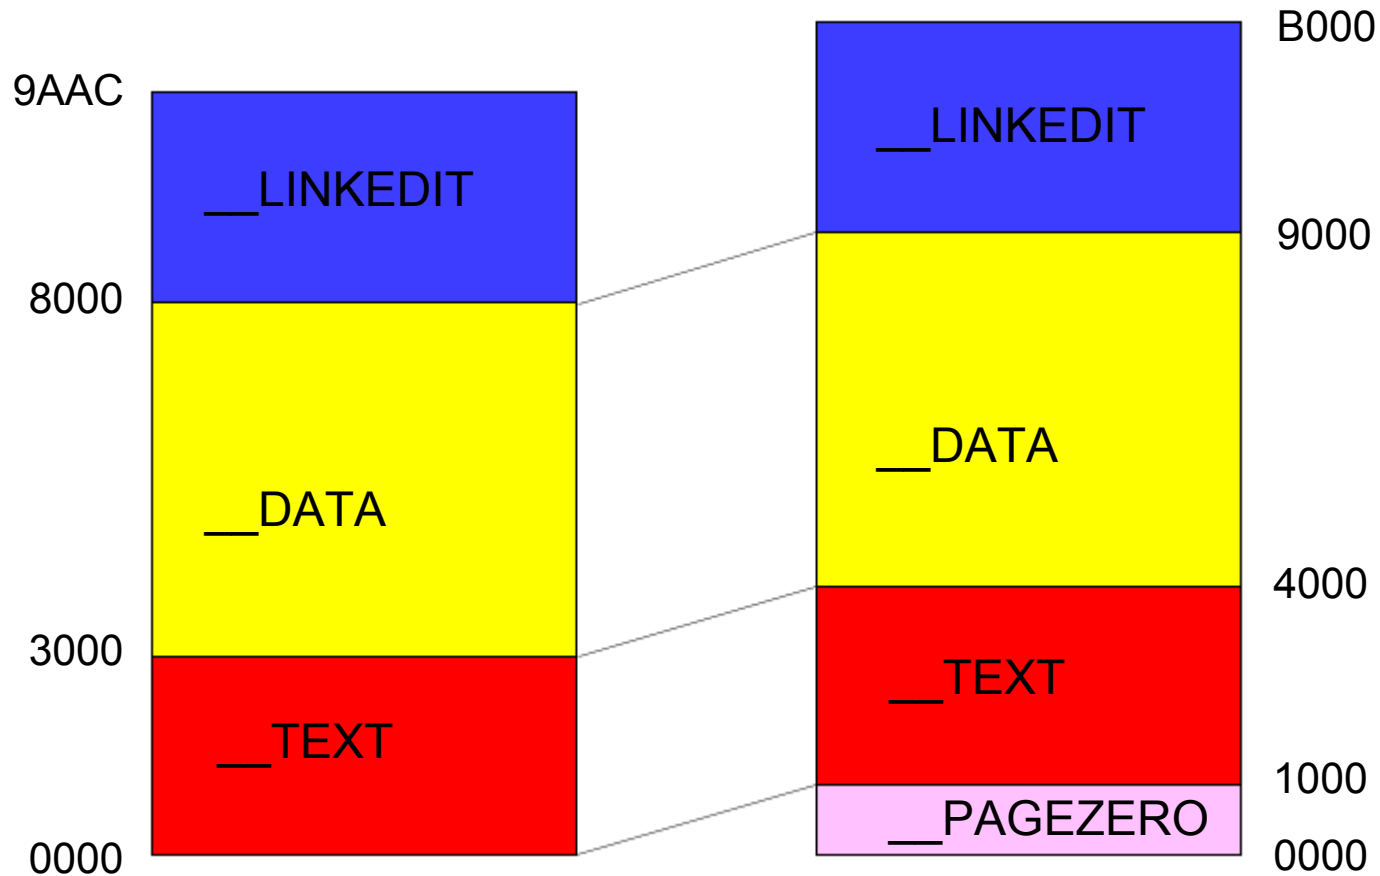 9AAC
__LINKEDIT
8000
__DATA
3000
__TEXT
0000
B000
__LINKEDIT
9000
__DATA
4000
__TEXT
1000
__PAGEZERO
0000